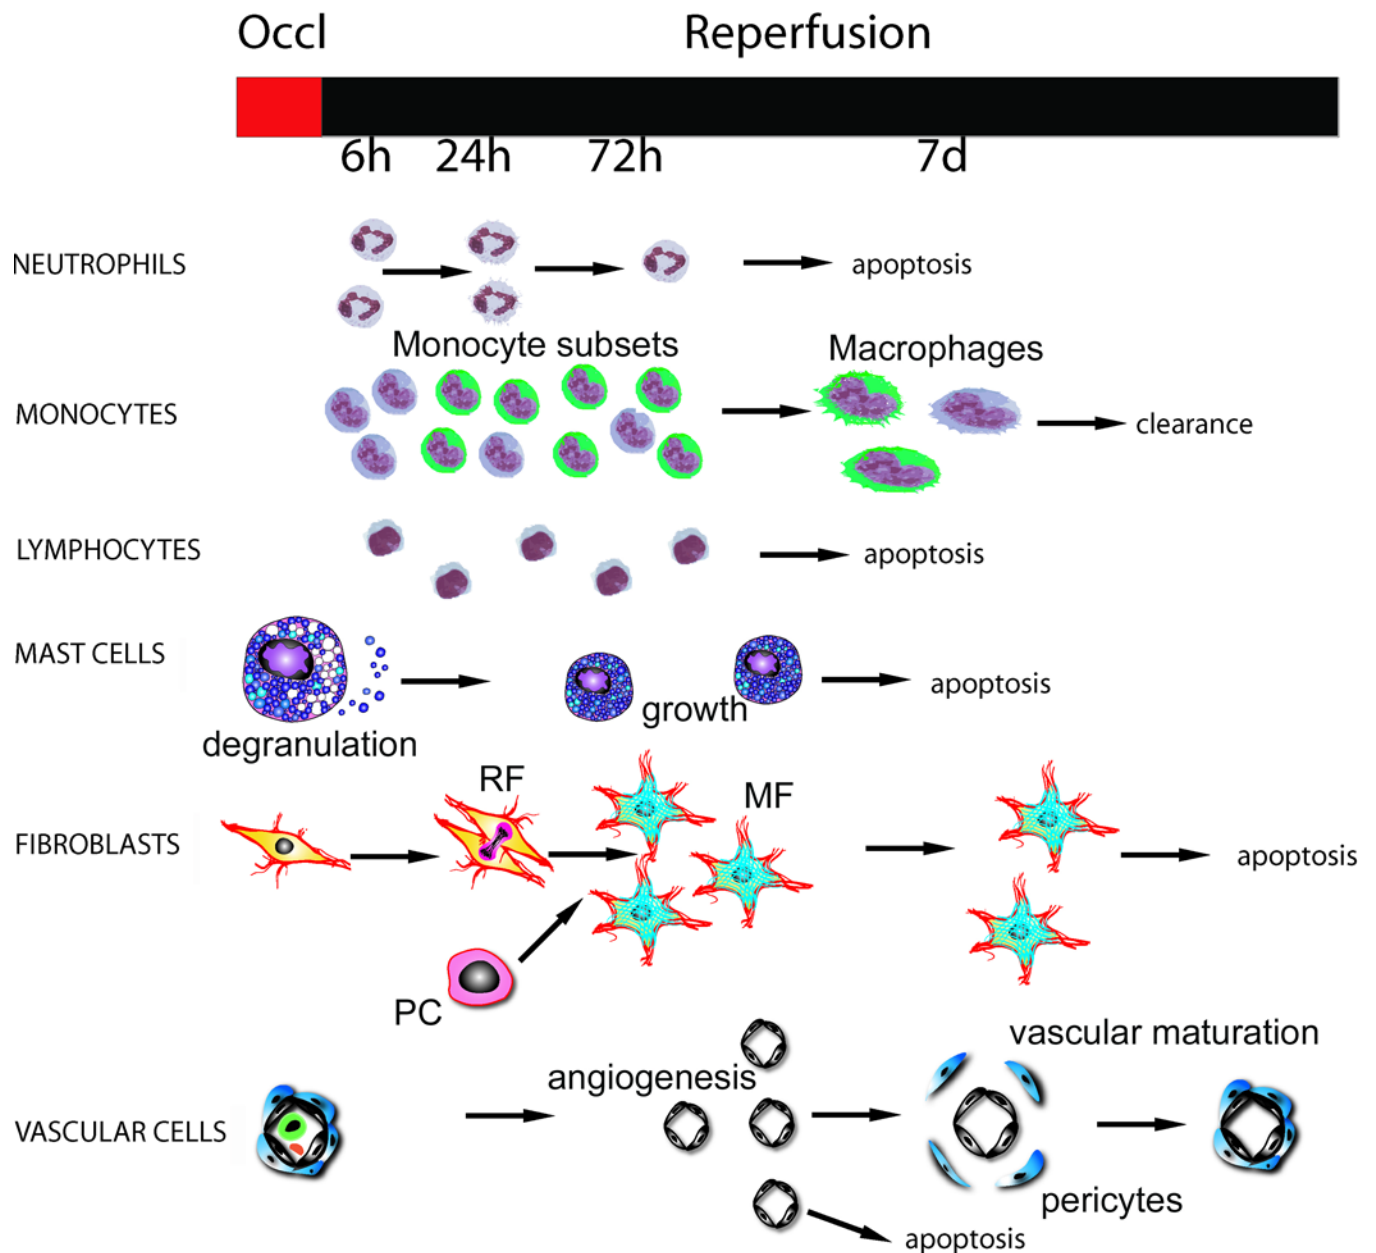 Occl
Reperfusion
6h
24h
72h
7d
NEUTROPHILS
apoptosis
Monocyte subsets
Macrophages
MONOCYTES
clearance
LYMPHOCYTES
apoptosis
MAST CELLS
growth
apoptosis
degranulation
RF
MF
FIBROBLASTS
apoptosis
PC
vascular maturation
angiogenesis
VASCULAR CELLS
pericytes
apoptosis